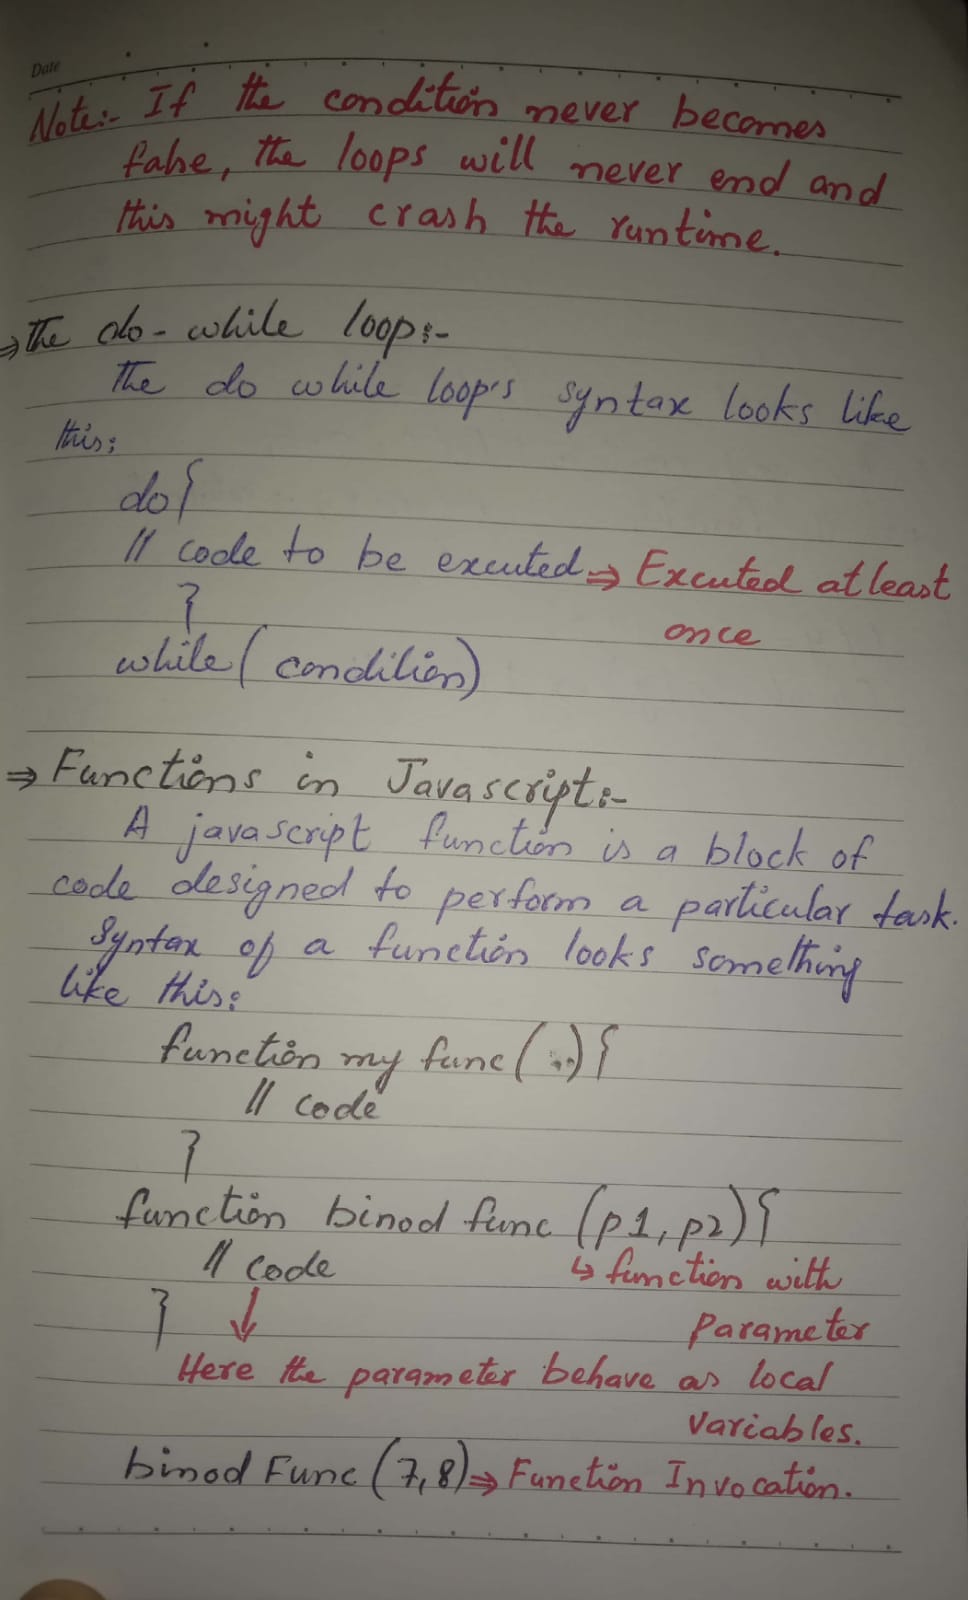 Date
Note:- If the condition never becomes
false, the loops will never end and
this might crash the runtime.
⇒ The do-while loop:-
The do while loop's syntax looks like
this:
do{
// code to be excuted ⇒ Excuted atleast
once
}
while( condition)
⇒ Functions in Javascript:-
A javascript function is a block of
code designed to perform a particular task.
Syntax of a function looks something
like this:
function my func(...){
// code
}
function binod func (p1, p2){
// code ↳ function with
} ↓ parameter
Here the parameter behave as local
variables.
binod Func (7,8) ⇒ Function Invocation.